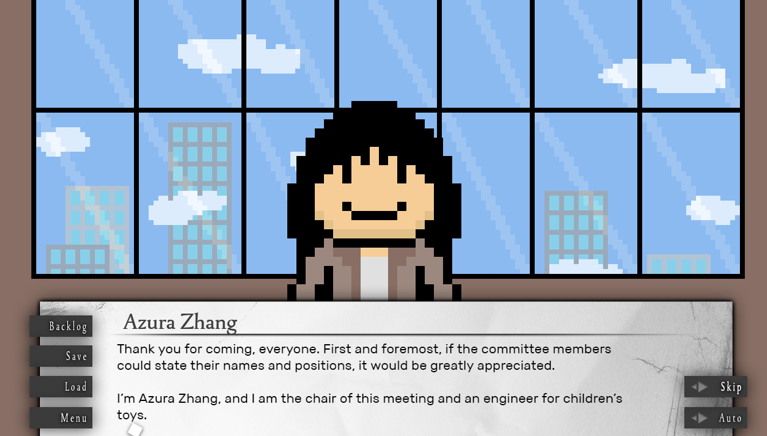 Azura Zhang
Backlog
Thank you for coming, everyone. First and foremost, if the committee members
could state their names and positions, it would be greatly appreciated.
Save
Load
Skip
I'm Azura Zhang, and I am the chair of this meeting and an engineer for children's
toys.
Menu
Auto